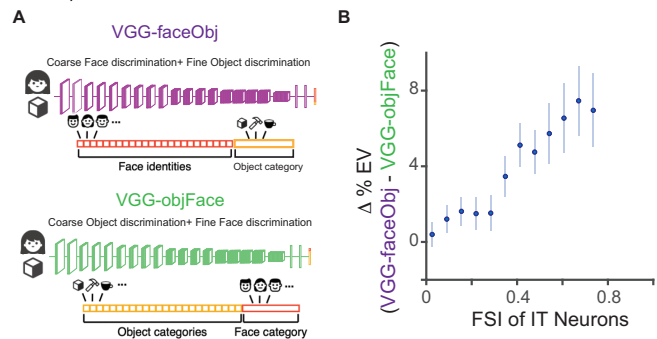 A
VGG-faceObj
Coarse Face discrimination+ Fine Object discrimination
...
Face identities
Object category
VGG-objFace
Coarse Object discrimination+ Fine Face discrimination
...
...
Object categories
Face category
B
Δ % EV
(VGG-faceObj - VGG-objFace)
8
4
0
0
0.4
0.8
FSI of IT Neurons